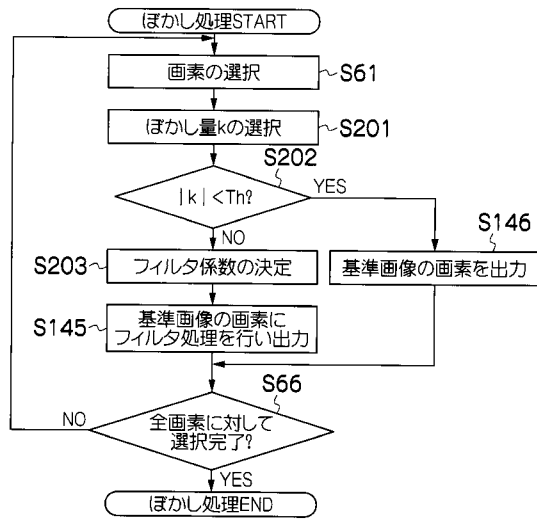 ぼかし処理START
画素の選択
S61
ぼかし量kの選択
S201
S202
|k|<Th?
YES
NO
S146
S203
フィルタ係数の決定
基準画像の画素を出力
S145
基準画像の画素に
フィルタ処理を行い出力
S66
NO
全画素に対して
選択完了?
YES
ぼかし処理END